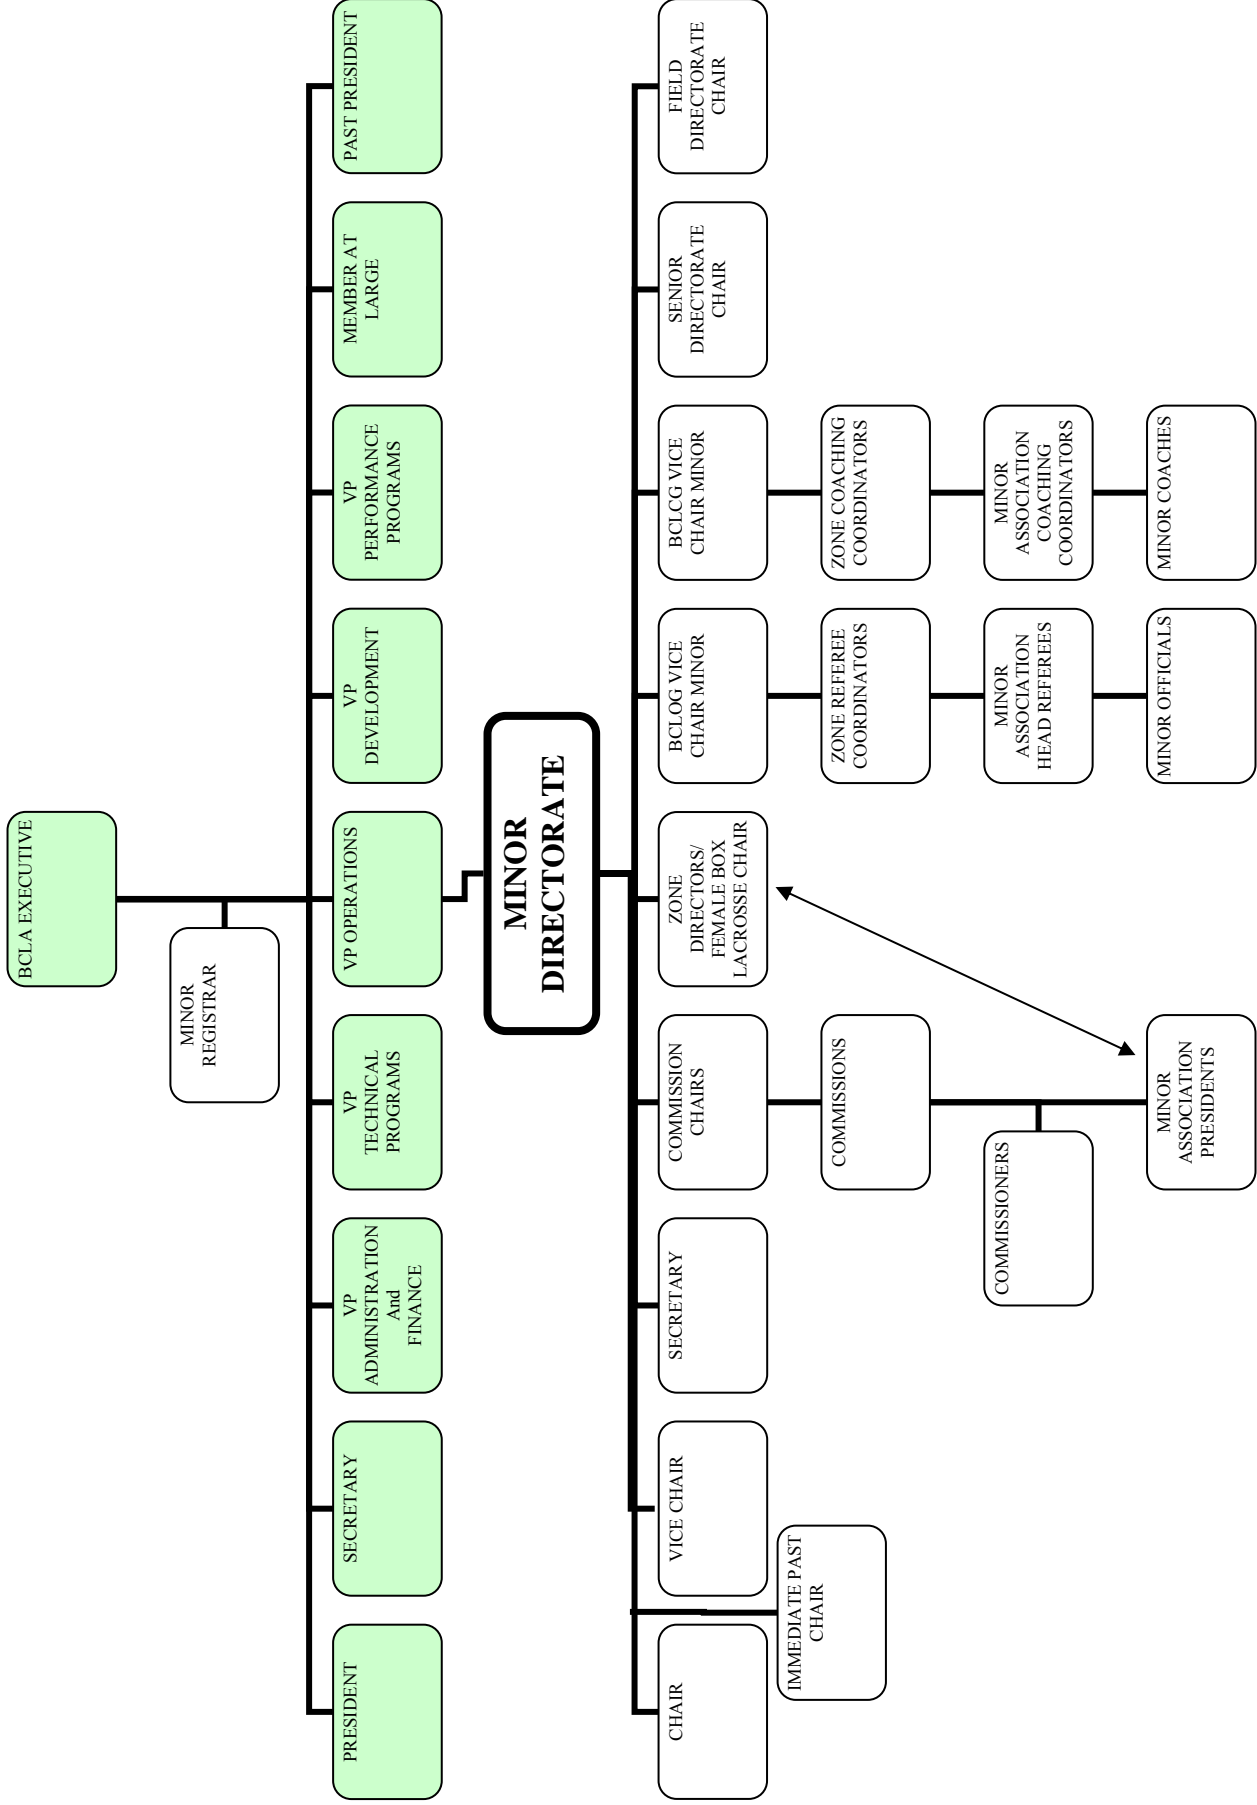 BCLA EXECUTIVE
MINOR
REGISTRAR
PRESIDENT
SECRETARY
VP
ADMINISTRATION
And
FINANCE
VP
TECHNICAL
PROGRAMS
VP OPERATIONS
VP
DEVELOPMENT
VP
PERFORMANCE
PROGRAMS
MEMBER AT
LARGE
PAST PRESIDENT
MINOR
DIRECTORATE
CHAIR
IMMEDIATE PAST
CHAIR
VICE CHAIR
SECRETARY
COMMISSION
CHAIRS
ZONE
DIRECTORS/
FEMALE BOX
LACROSSE CHAIR
BCLOG VICE
CHAIR MINOR
BCLCG VICE
CHAIR MINOR
SENIOR
DIRECTORATE
CHAIR
FIELD
DIRECTORATE
CHAIR
COMMISSIONS
ZONE REFEREE
COORDINATORS
ZONE COACHING
COORDINATORS
COMMISSIONERS
MINOR
ASSOCIATION
HEAD REFEREES
MINOR
ASSOCIATION
COACHING
COORDINATORS
MINOR
ASSOCIATION
PRESIDENTS
MINOR OFFICIALS
MINOR COACHES